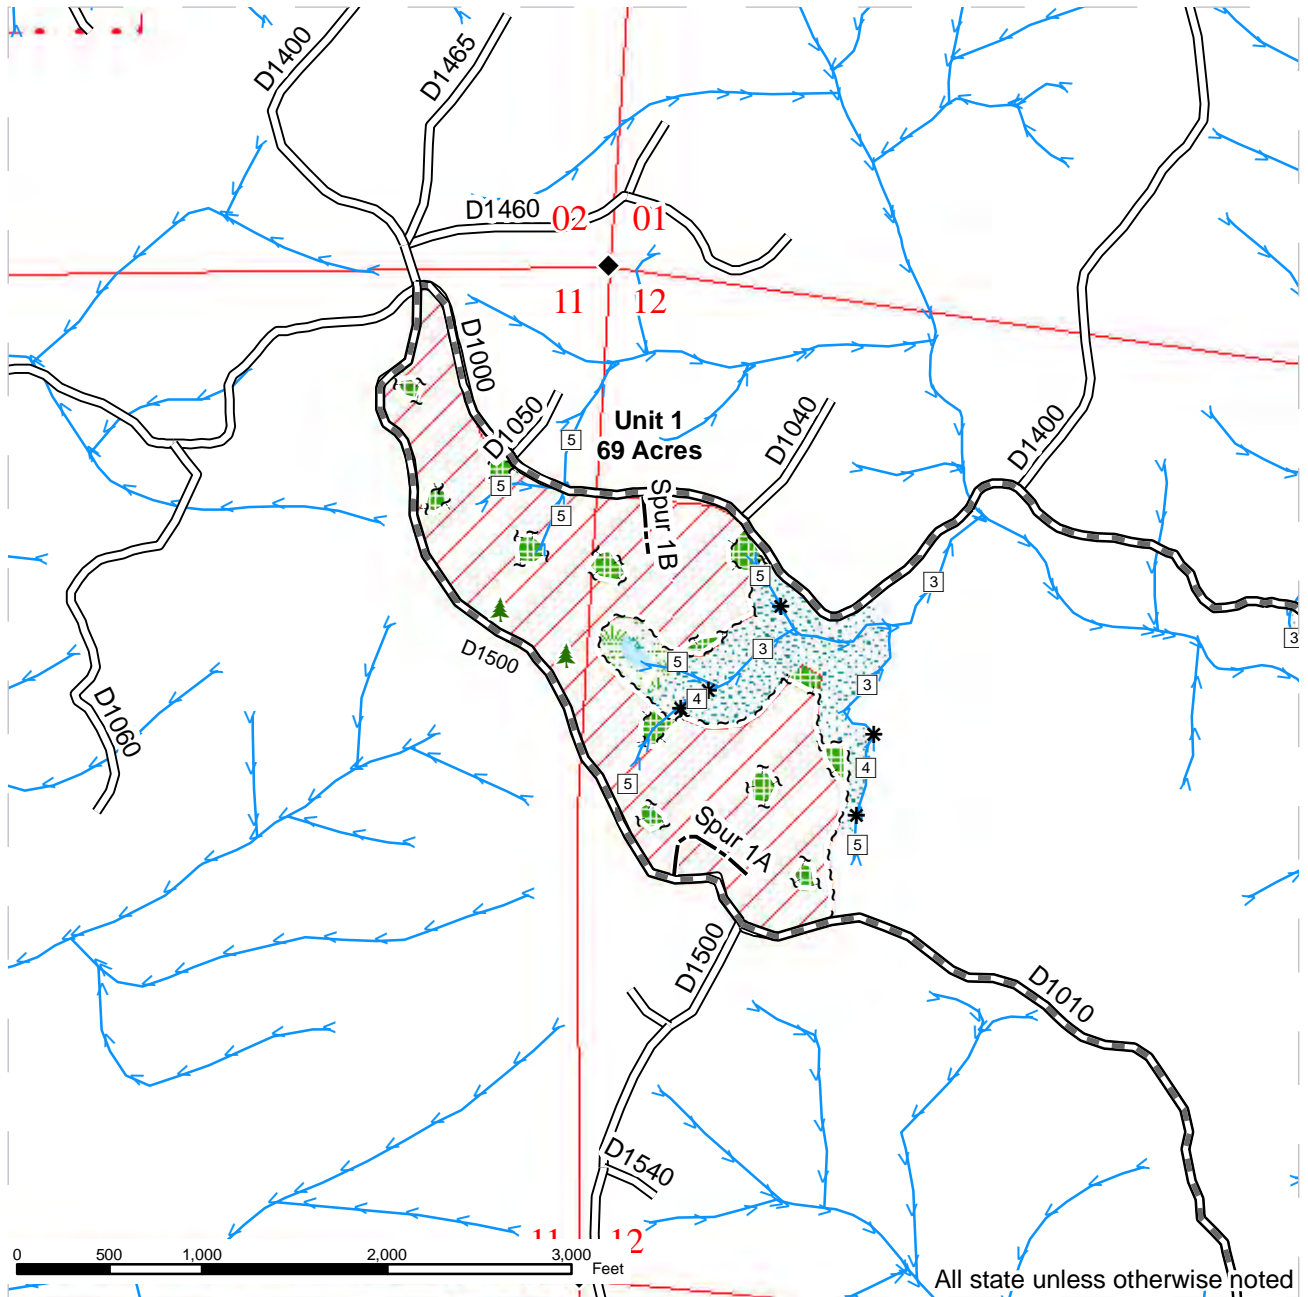 D1400
D1465
D1460
02
01
11
12
D1000
D1050
Unit 1
69 Acres
D1040
D1400
5
5
5
Spur 1B
5
3
3
D1500
5
3
4
3
D1060
4
5
Spur 1A
5
D1500
D1010
D1540
11
12
0
500
1,000
2,000
3,000
Feet
All state unless otherwise noted